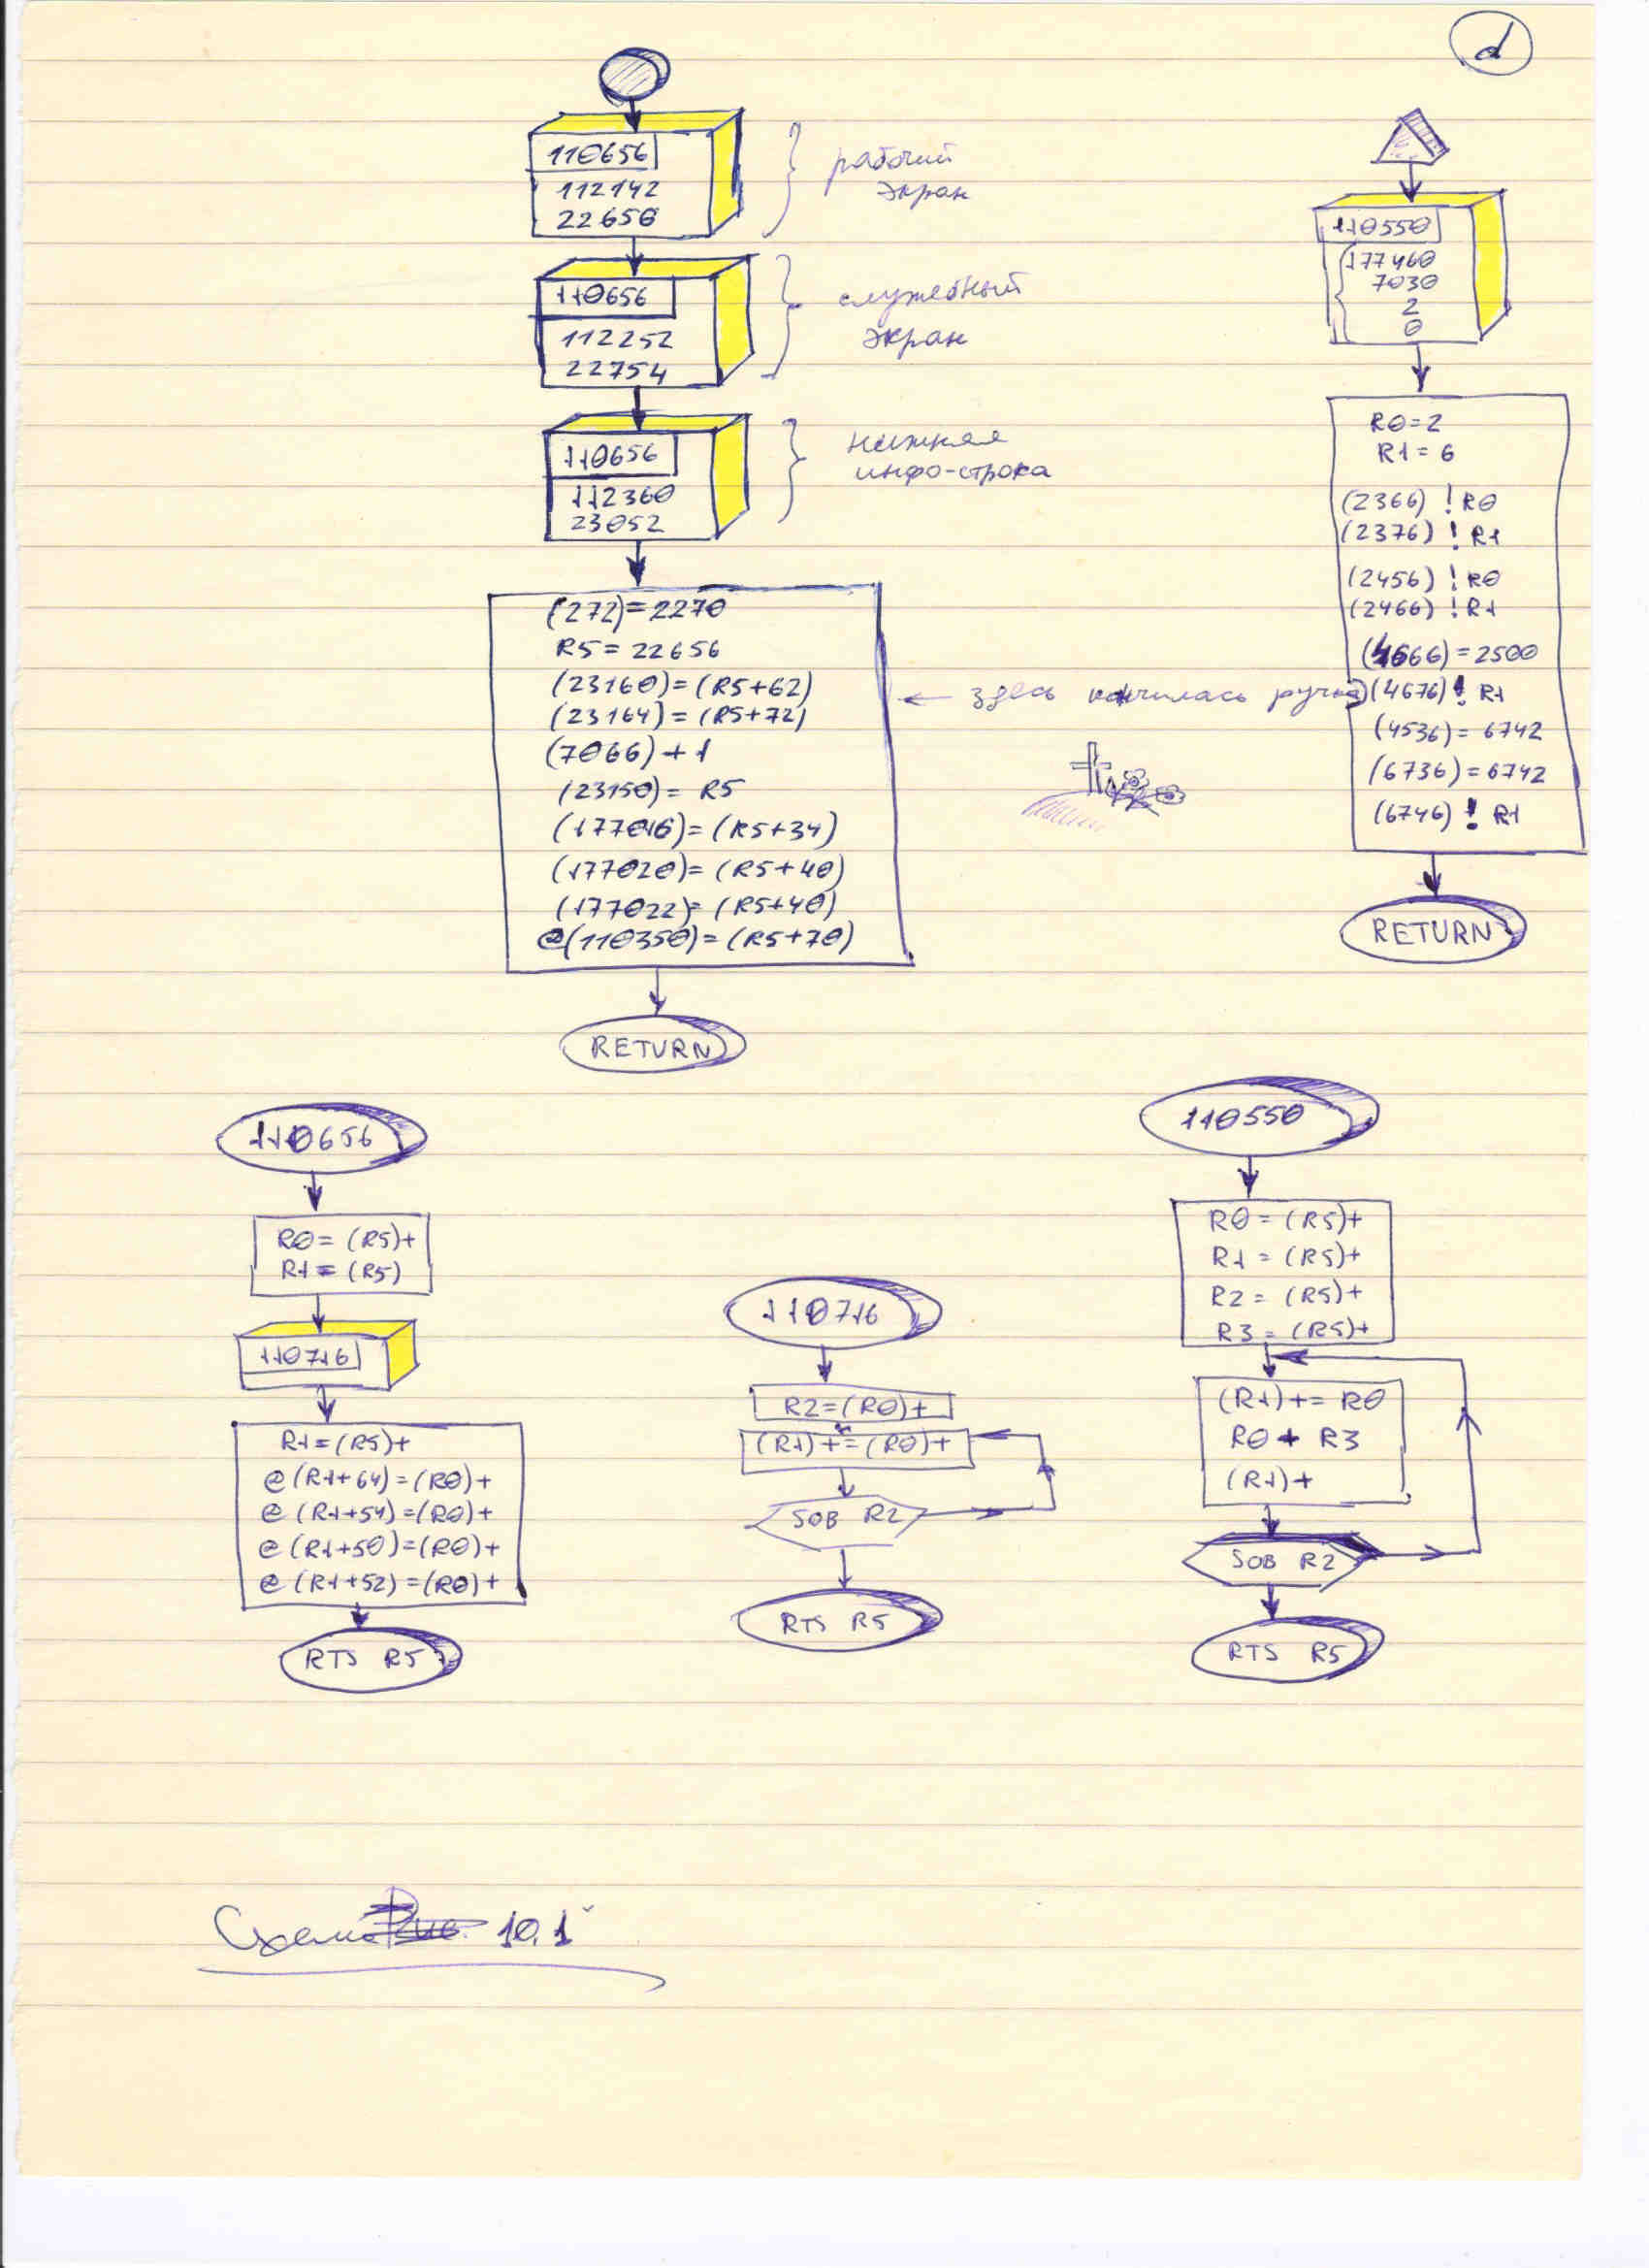 d
110656
112142
22656
рабочий
экран
110656
112252
22754
служебный
экран
110656
112360
23052
нижняя
инфо-строка
(272)=2270
R5=22656
(23160)=(R5+62)
(23164)=(R5+72)
(7066)+1
(23150)= R5
(177016)=(R5+34)
(177020)=(R5+40)
(177022)=(R5+40)
@(110350)=(R5+70)
RETURN
← здесь кончилась ручка
110550
177460
7030
2
0
R0=2
R1=6
(2366) ! R0
(2376) ! R1
(2456) ! R0
(2466) ! R1
(4666)=2500
(4676) ! R1
(4536)=6742
(6736)=6742
(6746) ! R1
RETURN
110656
R0=(R5)+
R1=(R5)
110716
R1=(R5)+
@(R1+64)=(R0)+
@(R1+54)=(R0)+
@(R1+50)=(R0)+
@(R1+52)=(R0)+
RTS R5
110716
R2=(R0)+
(R1)+=(R0)+
SOB R2
RTS R5
110550
R0=(R5)+
R1=(R5)+
R2=(R5)+
R3=(R5)+
(R1)+=R0
R0+R3
(R1)+
SOB R2
RTS R5
Схема 10.1